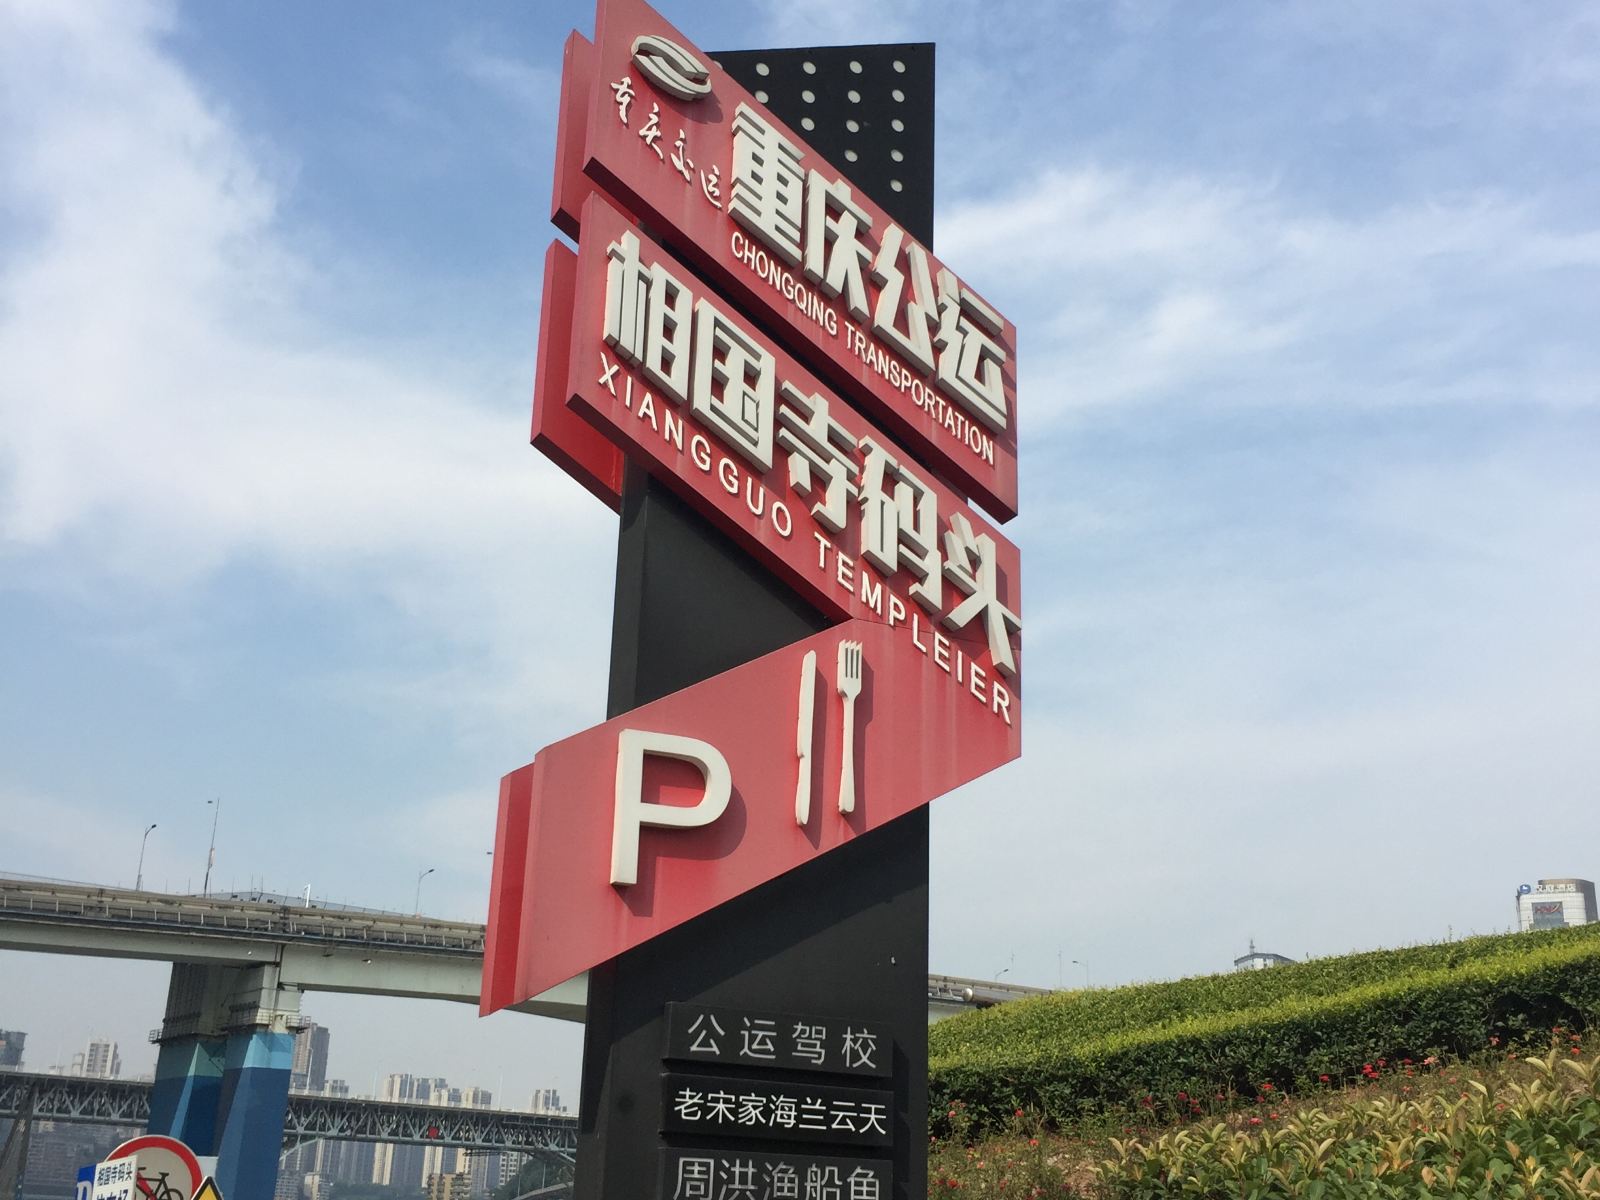 重庆交运
重庆公运
CHONGQING TRANSPORTATION
相国寺码头
XIANGGUO TEMPLEIER
P
公运驾校
老宋家海兰云天
周洪渔船鱼
相国寺码头